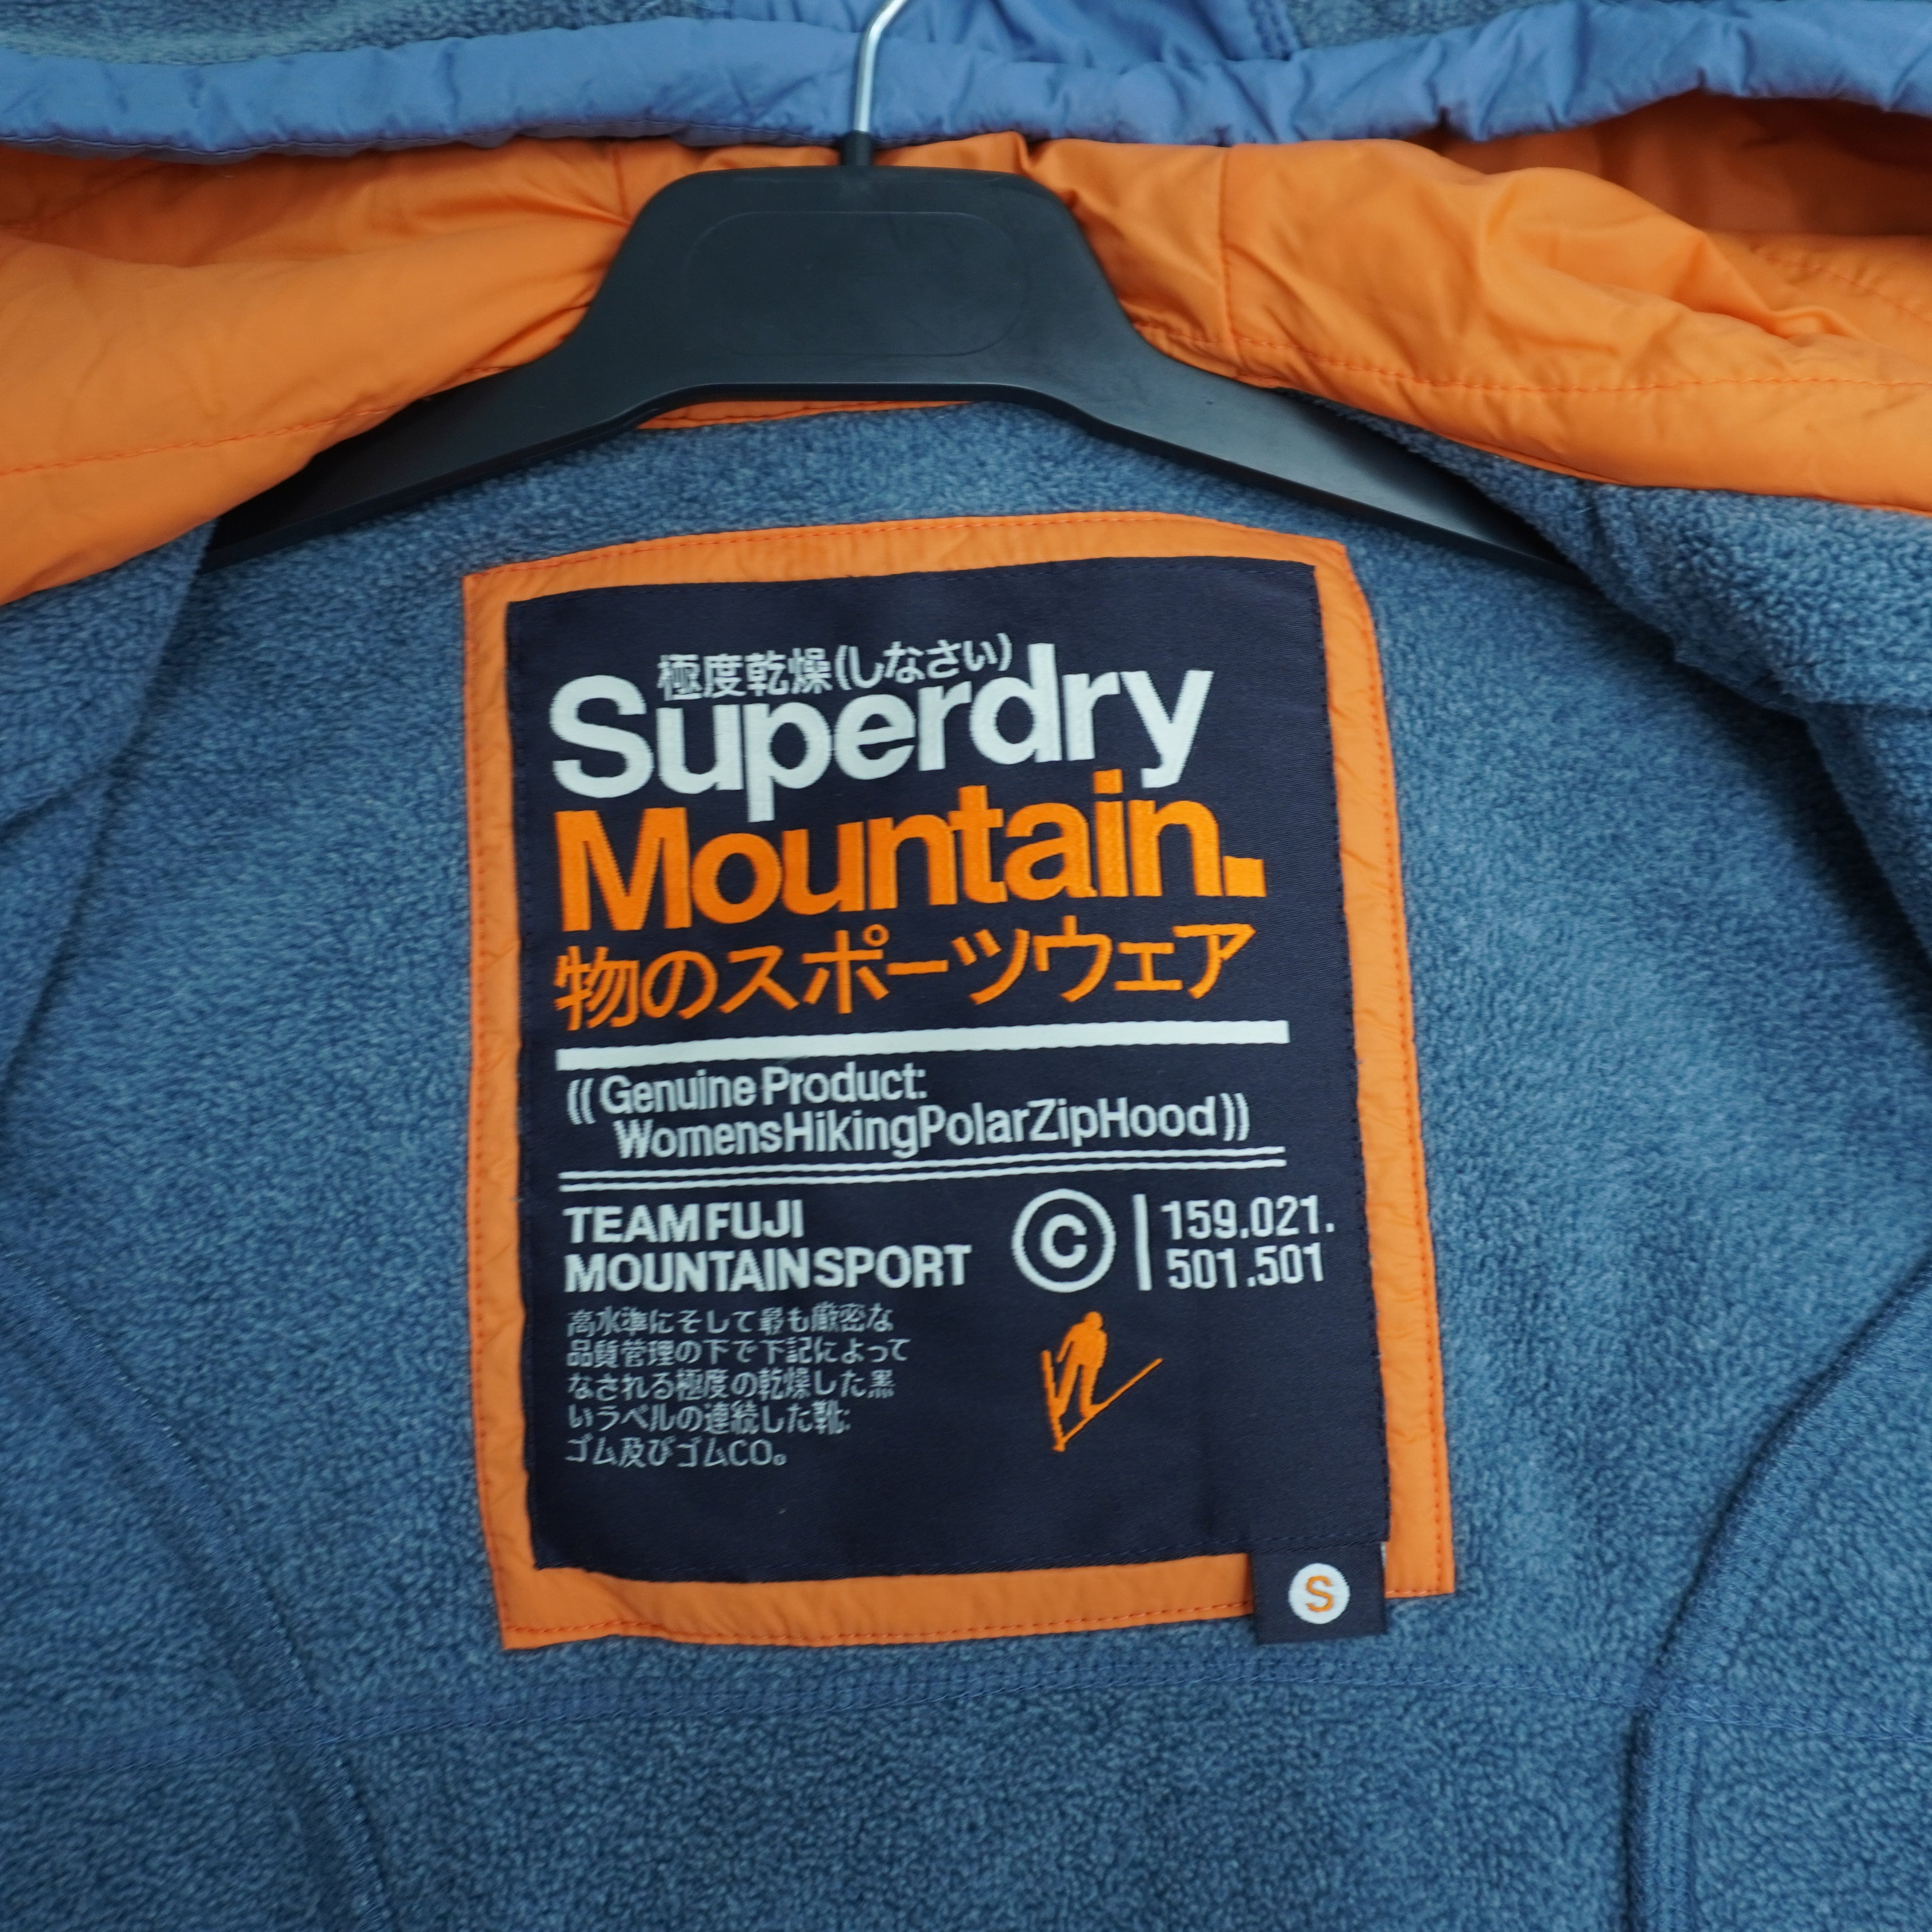 極度乾燥(しなさい)
Superdry
Mountain.
物のスポーツウェア
((Genuine Product:
WomensHikingPolarZipHood))
TEAM FUJI
MOUNTAINSPORT
© 159.021.
501.501
高水準にそして最も厳密な
品質管理の下で下記によって
なされる極度の乾燥した黒
いラベルの連続した靴:
ゴム及びゴムCO。
S